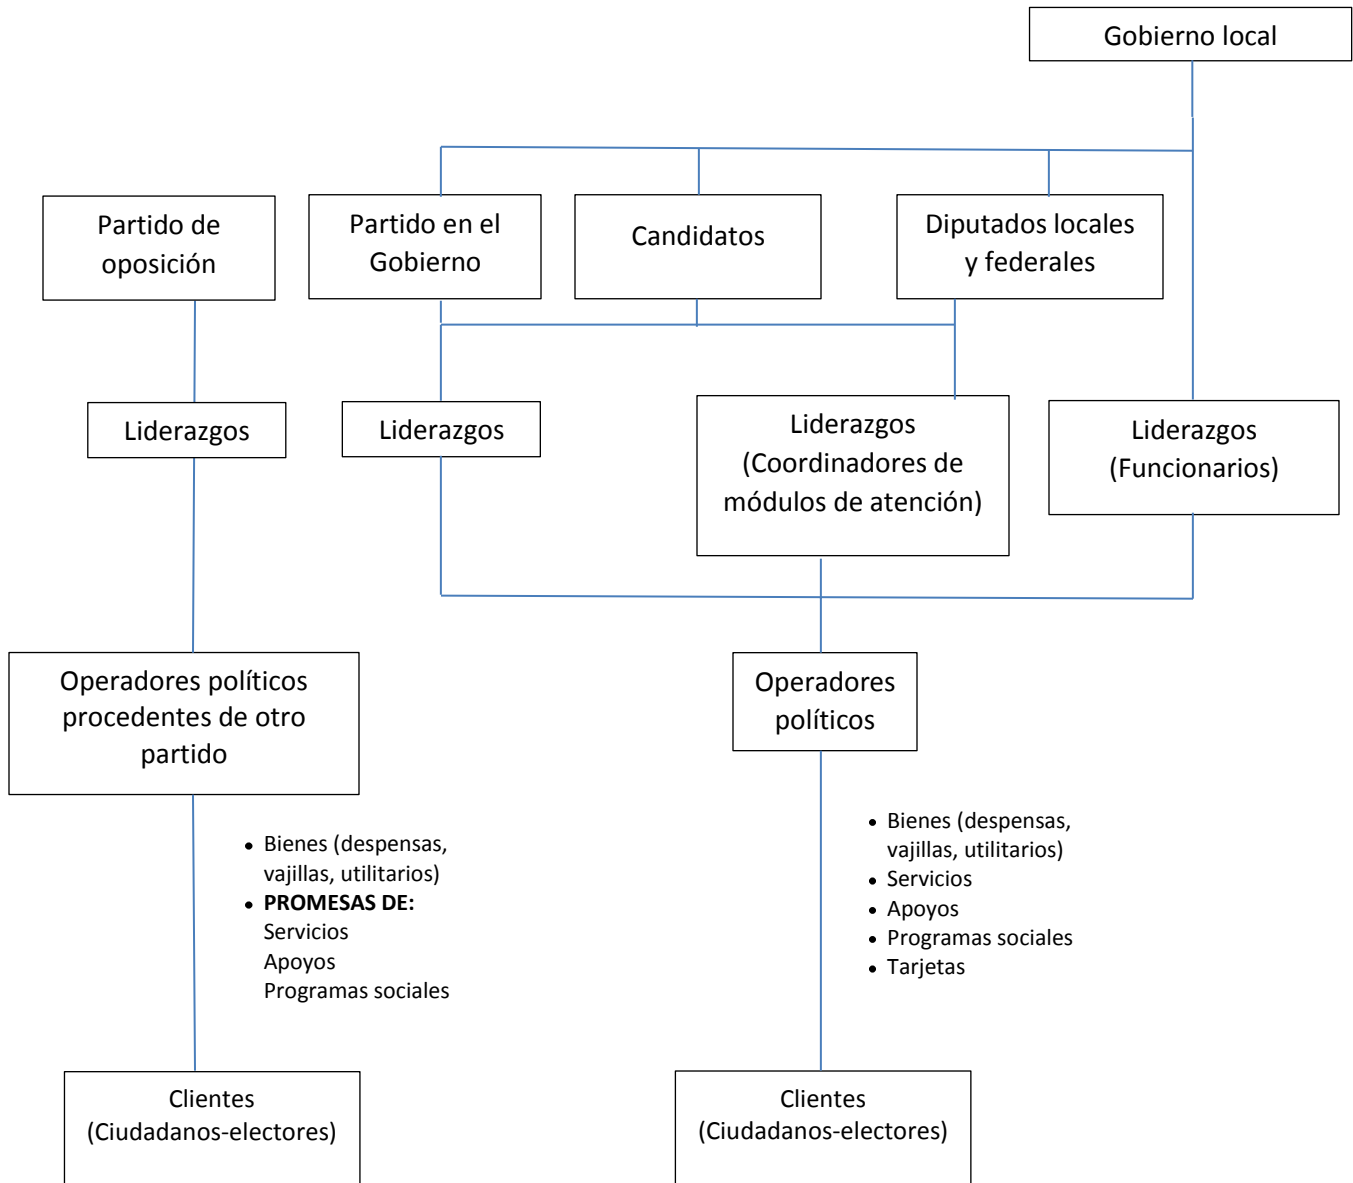 Gobierno local
Partido de
oposición
Partido en el
Gobierno
Candidatos
Diputados locales
y federales
Liderazgos
Liderazgos
Liderazgos
(Coordinadores de
módulos de atención)
Liderazgos
(Funcionarios)
Operadores políticos
procedentes de otro
partido
Operadores
políticos
• Bienes (despensas,
vajillas, utilitarios)
• PROMESAS DE:
Servicios
Apoyos
Programas sociales
• Bienes (despensas,
vajillas, utilitarios)
• Servicios
• Apoyos
• Programas sociales
• Tarjetas
Clientes
(Ciudadanos-electores)
Clientes
(Ciudadanos-electores)